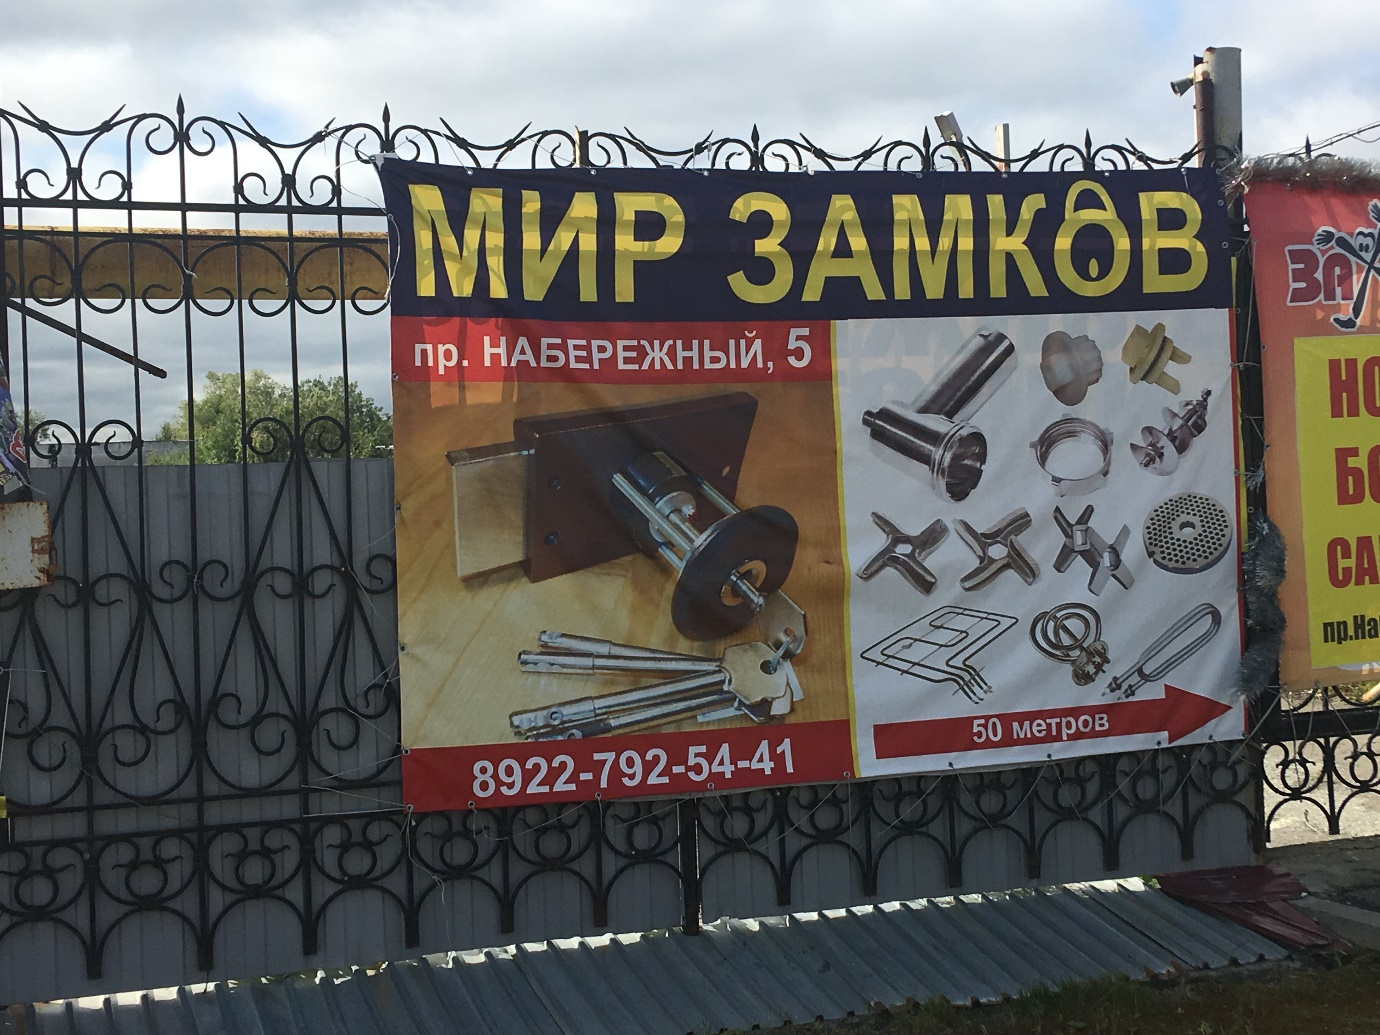 МИР ЗАМКОВ
пр. НАБЕРЕЖНЫЙ, 5
8922-792-54-41
50 метров